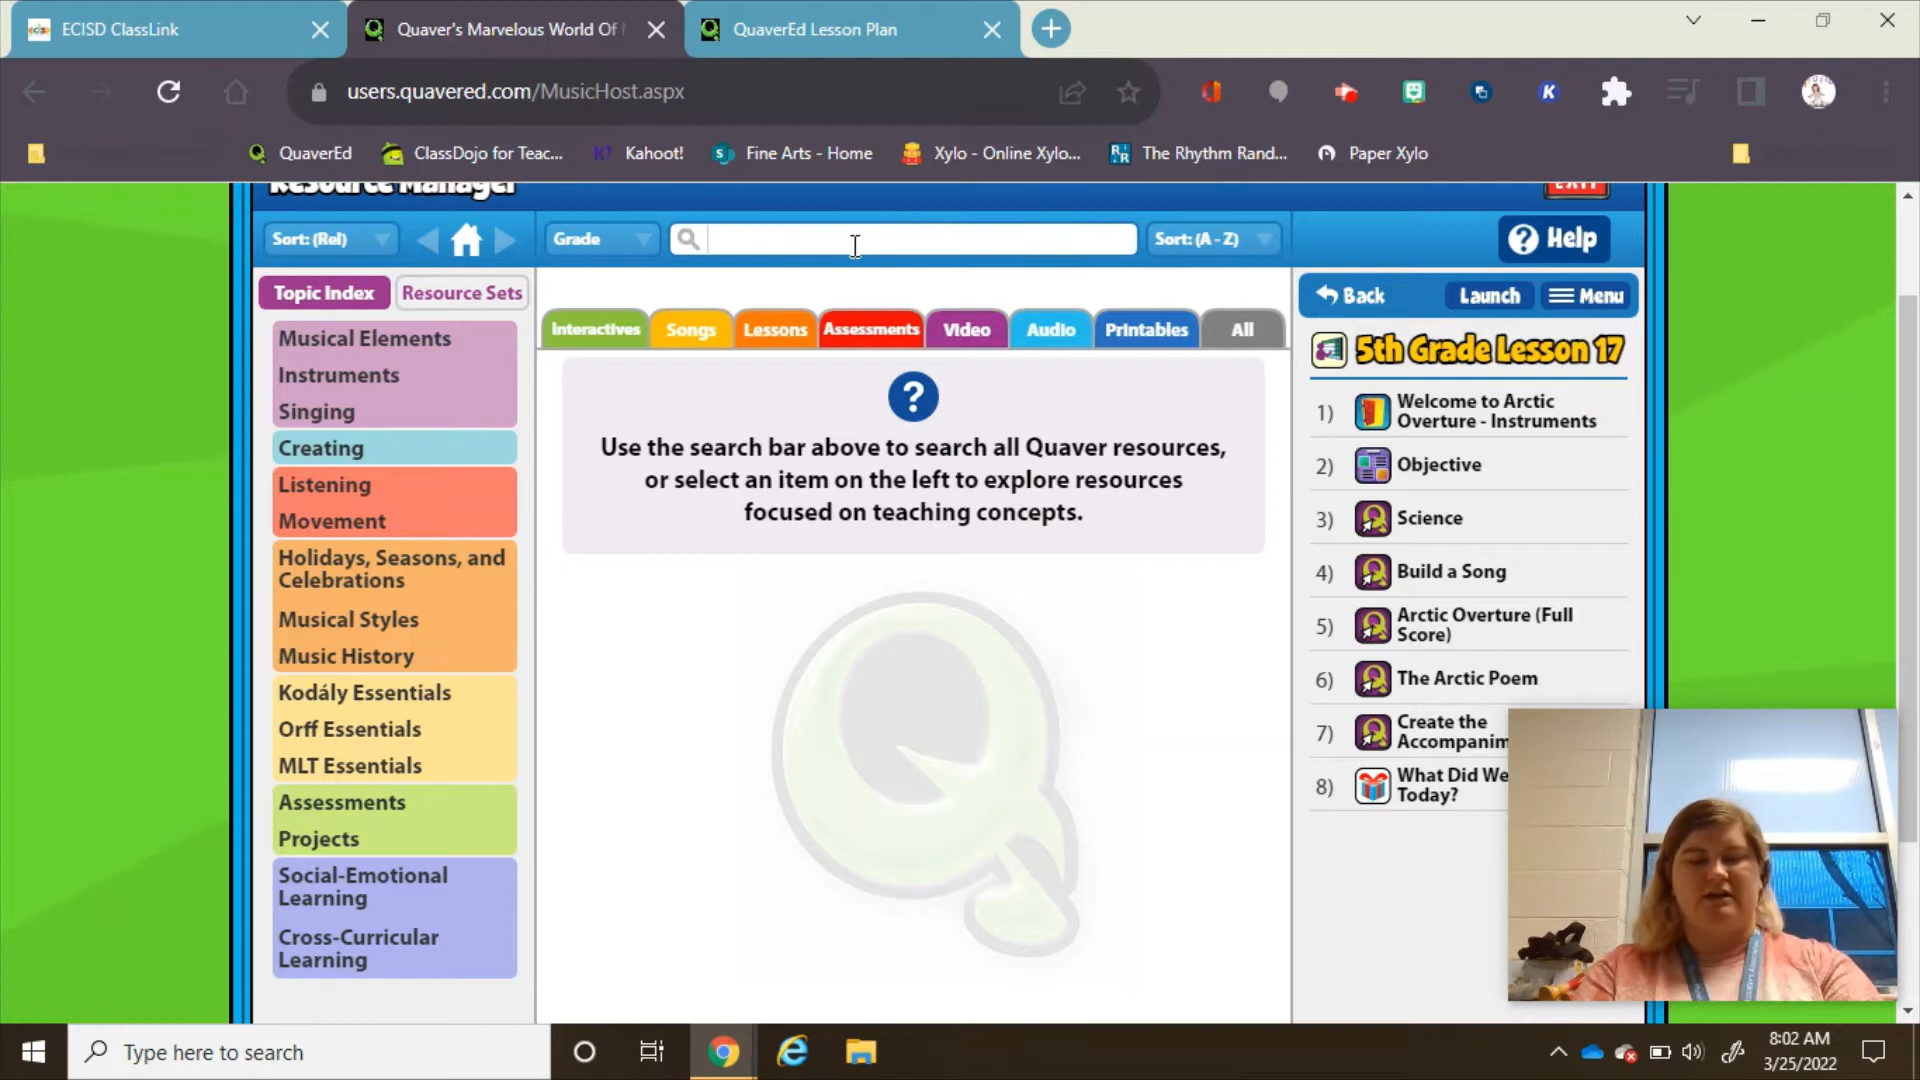 ECISD ClassLink
Quaver's Marvelous World Of
QuaverEd Lesson Plan
users.quavered.com/MusicHost.aspx
QuaverEd
ClassDojo for Teac...
Kahoot!
Fine Arts - Home
Xylo - Online Xylo...
The Rhythm Rand...
Paper Xylo
Resource Manager
EXIT
Sort: (Rel)
Grade
Sort: (A - Z)
? Help
Topic Index
Resource Sets
Musical Elements
Instruments
Singing
Creating
Listening
Movement
Holidays, Seasons, and
Celebrations
Musical Styles
Music History
Kodály Essentials
Orff Essentials
MLT Essentials
Assessments
Projects
Social-Emotional
Learning
Cross-Curricular
Learning
Interactives
Songs
Lessons
Assessments
Video
Audio
Printables
All
?
Use the search bar above to search all Quaver resources,
or select an item on the left to explore resources
focused on teaching concepts.
Back
Launch
Menu
5th Grade Lesson 17
1) Welcome to Arctic
Overture - Instruments
2) Objective
3) Science
4) Build a Song
5) Arctic Overture (Full
Score)
6) The Arctic Poem
7) Create the
Accompanim
8) What Did We
Today?
Type here to search
8:02 AM
3/25/2022